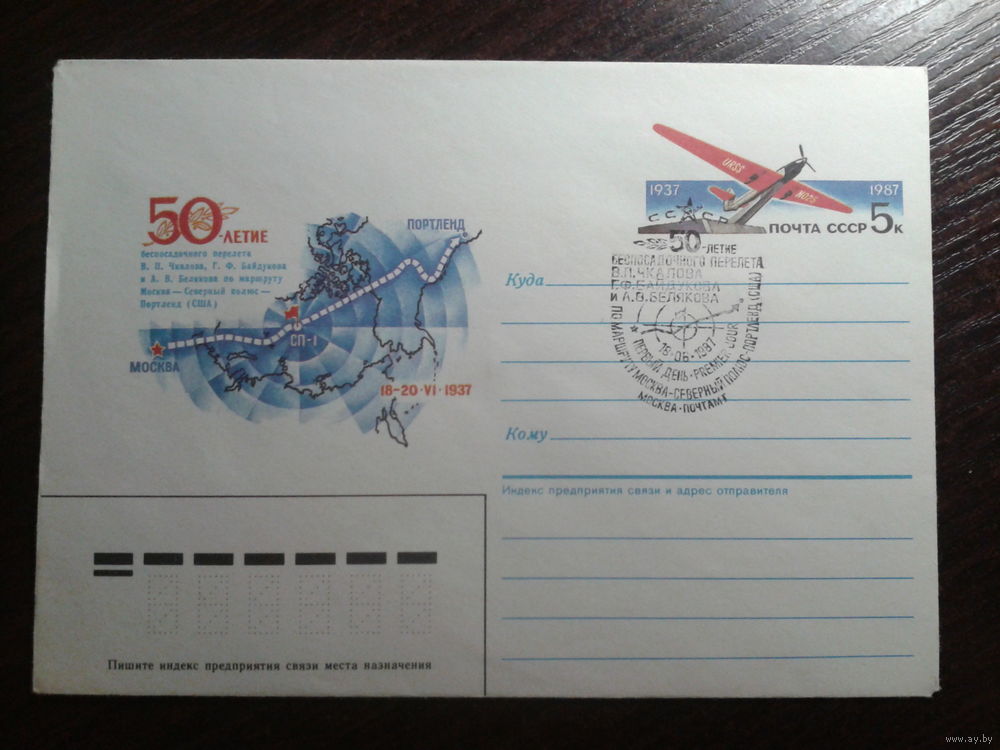 50-ЛЕТИЕ
беспосадочного перелета
В. П. Чкалова, Г. Ф. Байдукова
и А. В. Белякова по маршруту
Москва — Северный полюс —
Портленд (США)
ПОРТЛЕНД
СП-1
МОСКВА
18-20·VI·1937
URSS
1937
1987
ПОЧТА СССР 5к
СССР
50-ЛЕТИЕ
БЕСПОСАДОЧНОГО ПЕРЕЛЕТА
В.П.ЧКАЛОВА
Г.Ф.БАЙДУКОВА
И А.В.БЕЛЯКОВА
ПО МАРШРУТУ МОСКВА-СЕВЕРНЫЙ ПОЛЮС-ПОРТЛЕНД (США)
18-06-1987
ПЕРВЫЙ ДЕНЬ-PREMIER JOUR
МОСКВА·ПОЧТАМТ
Куда
Кому
Индекс предприятия связи и адрес отправителя
Пишите индекс предприятия связи места назначения
www.ay.by